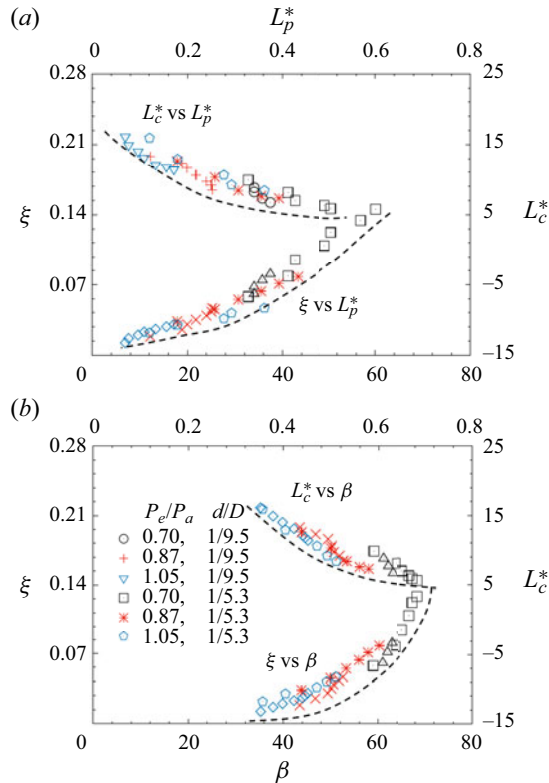 (a)
L*p
0 0.2 0.4 0.6 0.8
0.28 25
L*c vs L*p
0.21 15
ξ 0.14 5 L*c
0.07 −5
ξ vs L*p
−15
0 20 40 60 80
(b)
0 0.2 0.4 0.6 0.8
0.28 25
L*c vs β
Pe/Pa d/D
0.21 15
0.70, 1/9.5
0.87, 1/9.5
1.05, 1/9.5
ξ 0.14 5 L*c
0.70, 1/5.3
0.87, 1/5.3
1.05, 1/5.3
0.07 −5
ξ vs β
−15
0 20 40 60 80
β